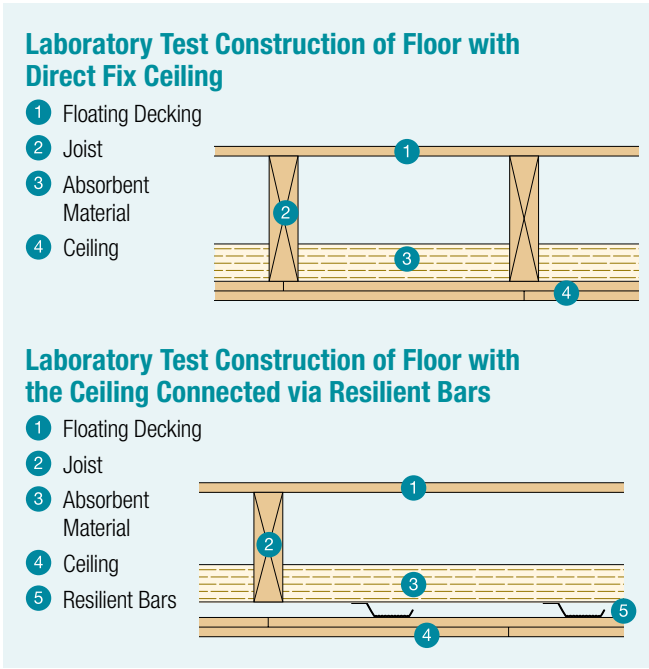 Laboratory Test Construction of Floor with
Direct Fix Ceiling
1 Floating Decking
2 Joist
3 Absorbent
Material
4 Ceiling
1
2
3
4
Laboratory Test Construction of Floor with
the Ceiling Connected via Resilient Bars
1 Floating Decking
2 Joist
3 Absorbent
Material
4 Ceiling
5 Resilient Bars
1
2
3
5
4